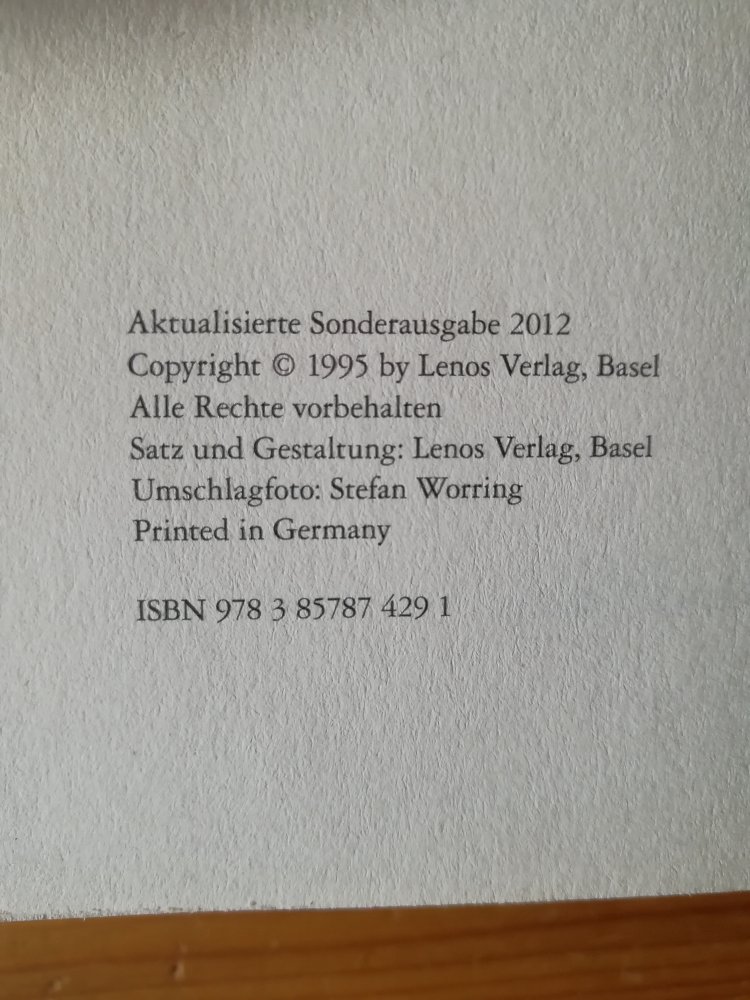 Aktualisierte Sonderausgabe 2012
Copyright © 1995 by Lenos Verlag, Basel
Alle Rechte vorbehalten
Satz und Gestaltung: Lenos Verlag, Basel
Umschlagfoto: Stefan Worring
Printed in Germany
ISBN 978 3 85787 429 1